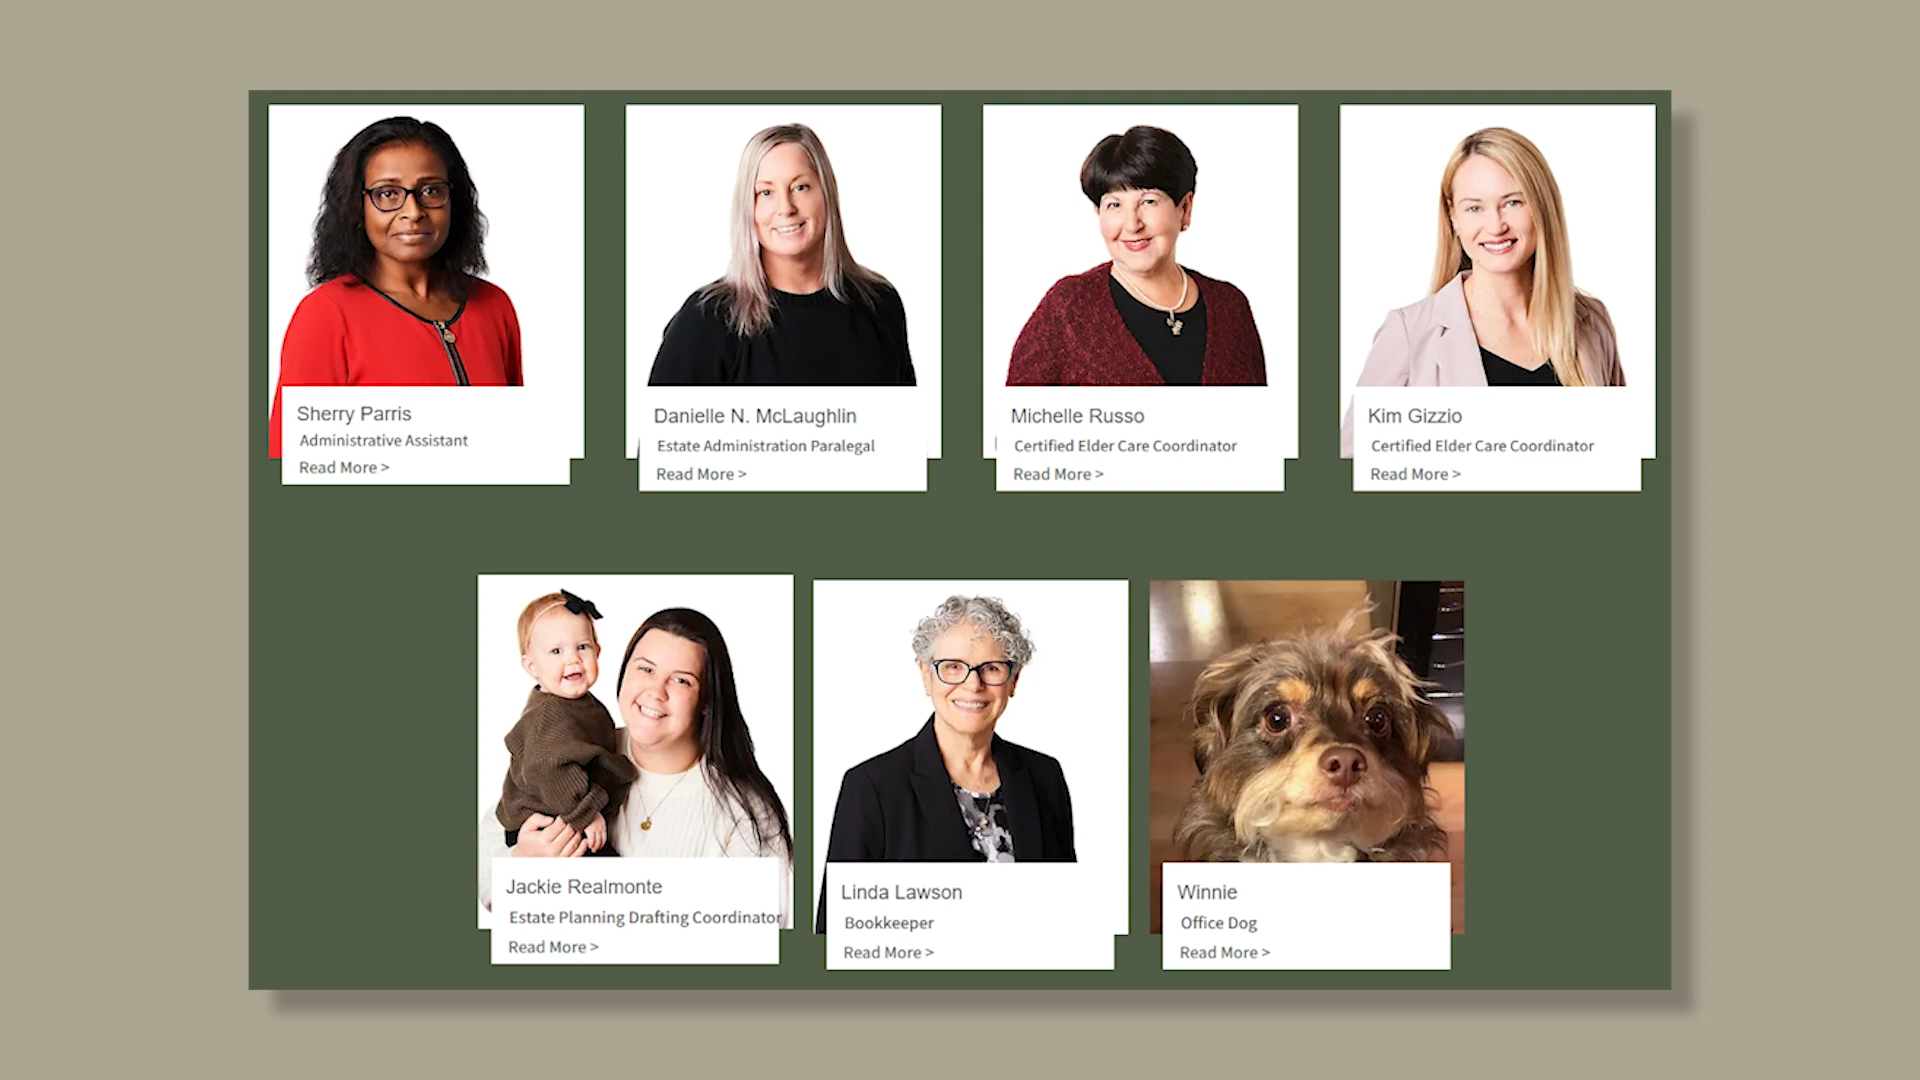 Sherry Parris
Administrative Assistant
Read More >
Danielle N. McLaughlin
Estate Administration Paralegal
Read More >
Michelle Russo
Certified Elder Care Coordinator
Read More >
Kim Gizzio
Certified Elder Care Coordinator
Read More >
Jackie Realmonte
Estate Planning Drafting Coordinator
Read More >
Linda Lawson
Bookkeeper
Read More >
Winnie
Office Dog
Read More >